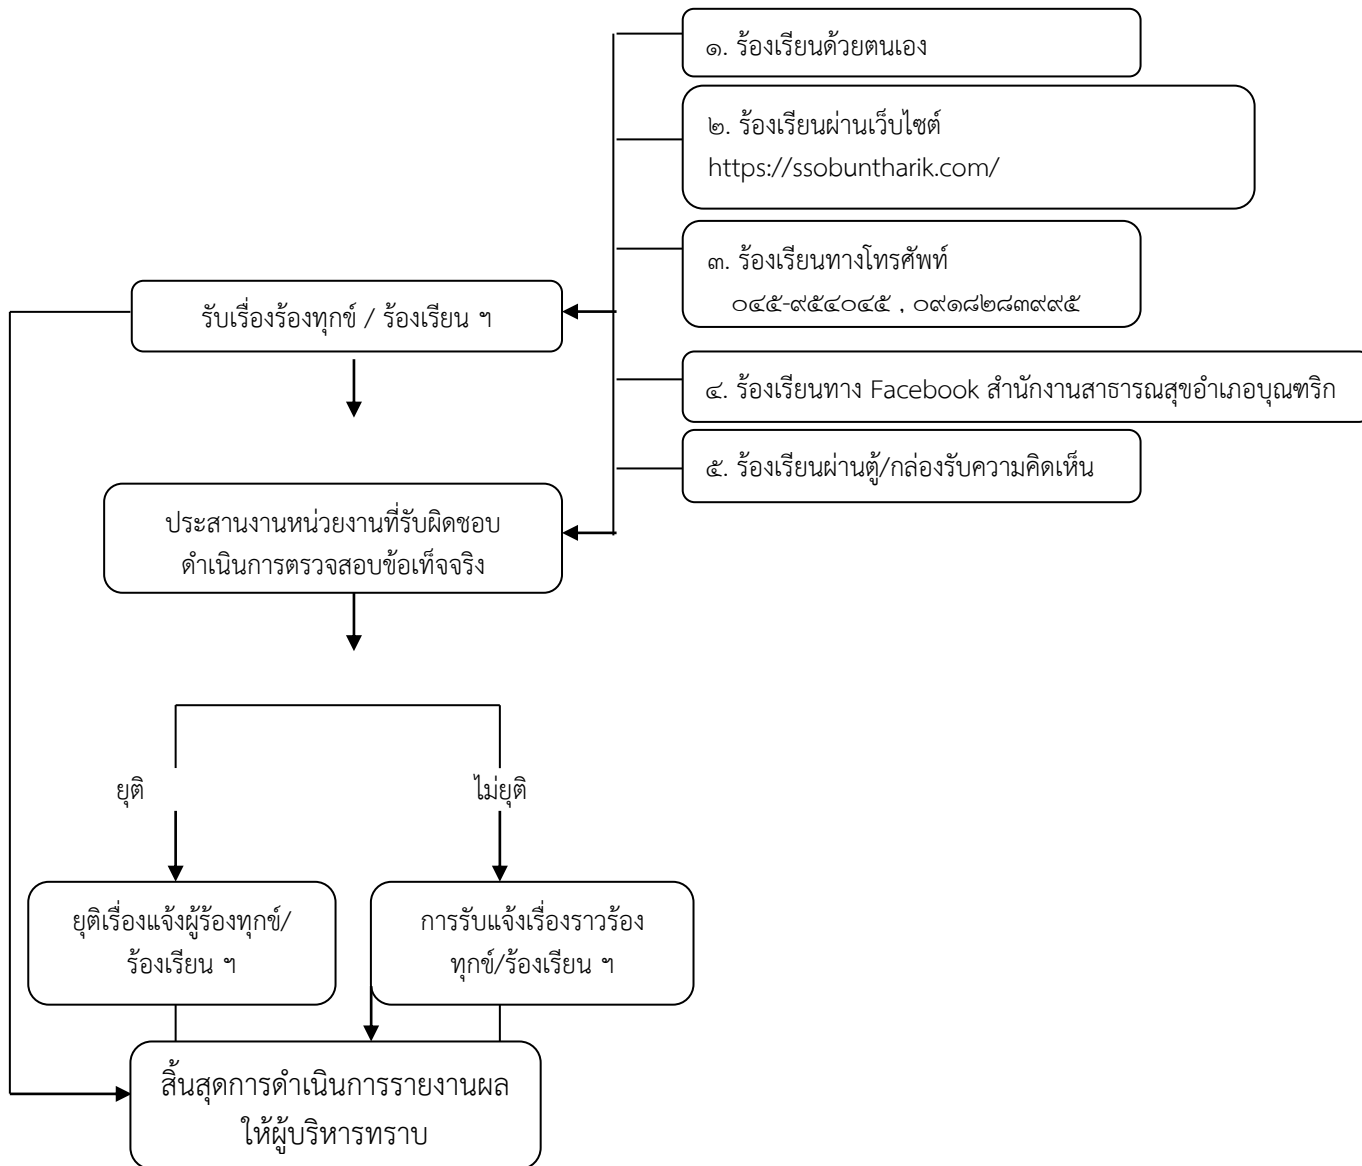 ๑. ร้องเรียนด้วยตนเอง
๒. ร้องเรียนผ่านเว็บไซต์
https://ssobuntharik.com/
๓. ร้องเรียนทางโทรศัพท์
๐๔๕-๙๕๔๐๔๕ , ๐๙๑๘๒๘๓๙๙๕
รับเรื่องร้องทุกข์ / ร้องเรียน ฯ
๔. ร้องเรียนทาง Facebook สำนักงานสาธารณสุขอำเภอบุณฑริก
๕. ร้องเรียนผ่านตู้/กล่องรับความคิดเห็น
ประสานงานหน่วยงานที่รับผิดชอบ
ดำเนินการตรวจสอบข้อเท็จจริง
ยุติ
ไม่ยุติ
ยุติเรื่องแจ้งผู้ร้องทุกข์/
ร้องเรียน ฯ
การรับแจ้งเรื่องราวร้อง
ทุกข์/ร้องเรียน ฯ
สิ้นสุดการดำเนินการรายงานผล
ให้ผู้บริหารทราบ